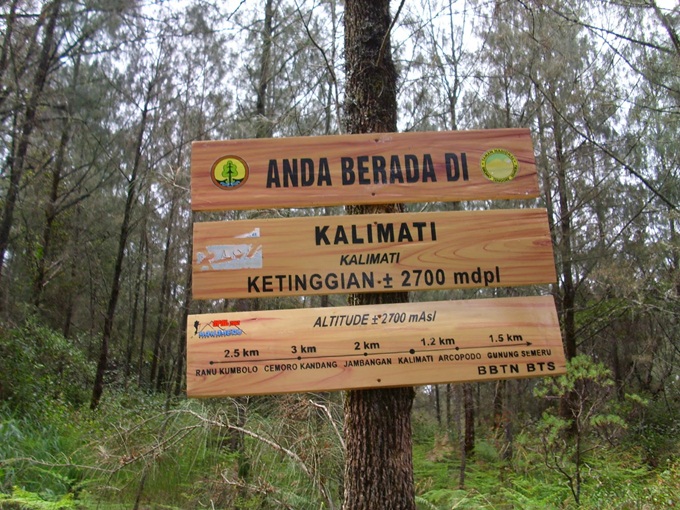 ANDA BERADA DI
KALIMATI
KALIMATI
KETINGGIAN ± 2700 mdpl
ALTITUDE ± 2700 mAsl
2.5 km 3 km 2 km 1.2 km 1.5 km
RANU KUMBOLO CEMORO KANDANG JAMBANGAN KALIMATI ARCOPODO GUNUNG SEMERU
BBTN BTS